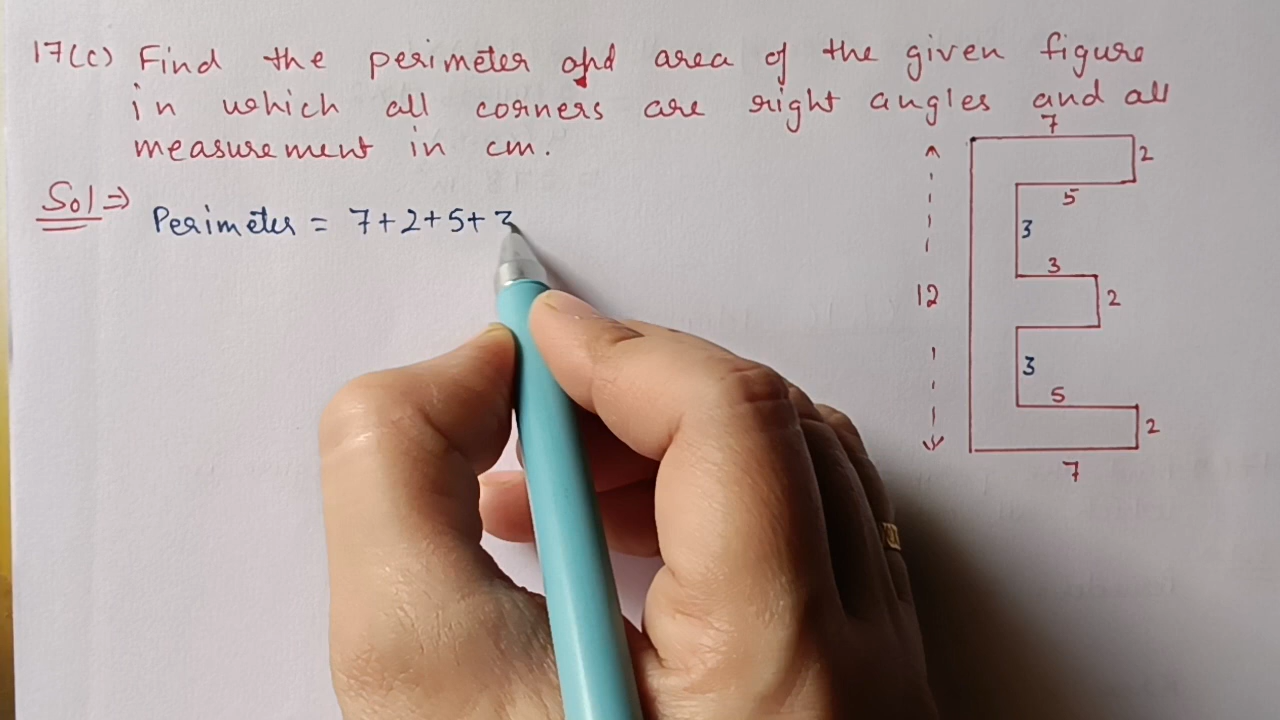 17(c) Find the perimeter and area of the given figure
in which all corners are right angles and all
measurement in cm.
7
2
Sol ⇒
Perimeter = 7+2+5+3
5
3
3
12
2
3
5
2
7